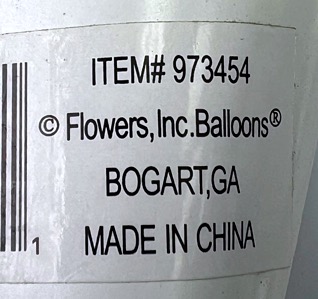 ITEM# 973454
© Flowers,Inc.Balloons®
BOGART,GA
1 MADE IN CHINA